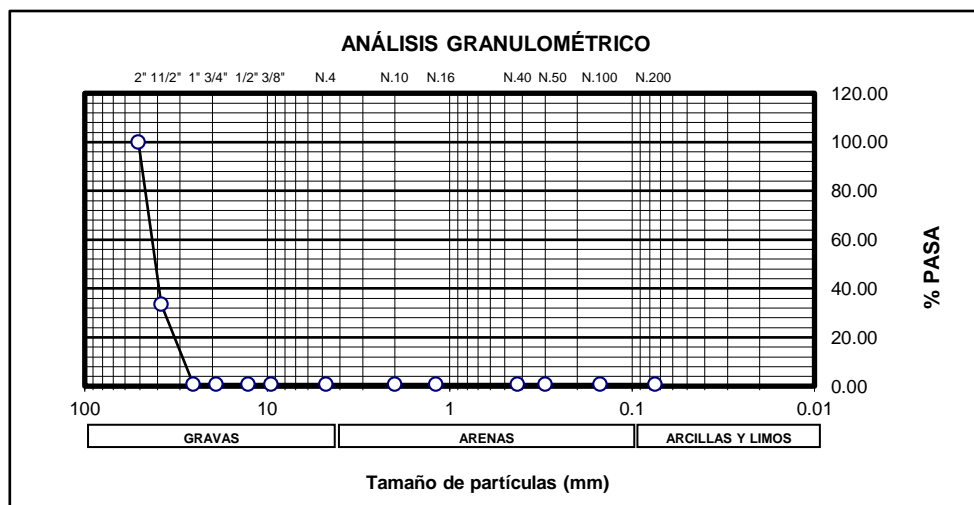 ANÁLISIS GRANULOMÉTRICO
2" 11/2" 1" 3/4" 1/2" 3/8" N.4 N.10 N.16 N.40 N.50 N.100 N.200
120.00
100.00
80.00
60.00
40.00
20.00
0.00
% PASA
100 10 1 0.1 0.01
GRAVAS ARENAS ARCILLAS Y LIMOS
Tamaño de partículas (mm)